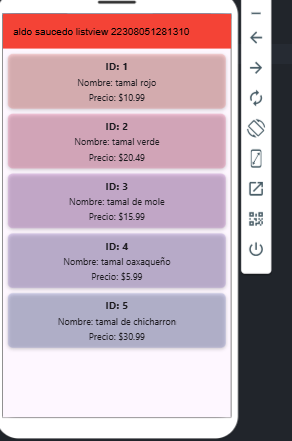 aldo saucedo listview 22308051281310
ID: 1
Nombre: tamal rojo
Precio: $10.99
ID: 2
Nombre: tamal verde
Precio: $20.49
ID: 3
Nombre: tamal de mole
Precio: $15.99
ID: 4
Nombre: tamal oaxaqueño
Precio: $5.99
ID: 5
Nombre: tamal de chicharron
Precio: $30.99